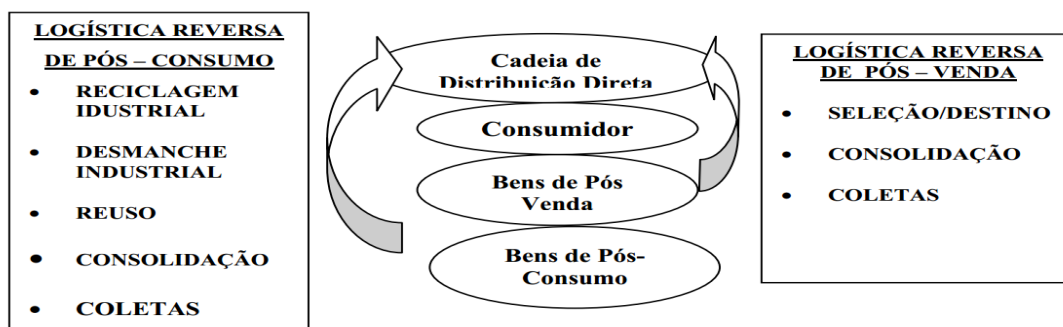 LOGÍSTICA REVERSA
DE PÓS – CONSUMO
• RECICLAGEM
IDUSTRIAL
• DESMANCHE
INDUSTRIAL
• REUSO
• CONSOLIDAÇÃO
• COLETAS
Cadeia de
Distribuição Direta
Consumidor
Bens de Pós
Venda
Bens de Pós-
Consumo
LOGÍSTICA REVERSA
DE PÓS – VENDA
• SELEÇÃO/DESTINO
• CONSOLIDAÇÃO
• COLETAS